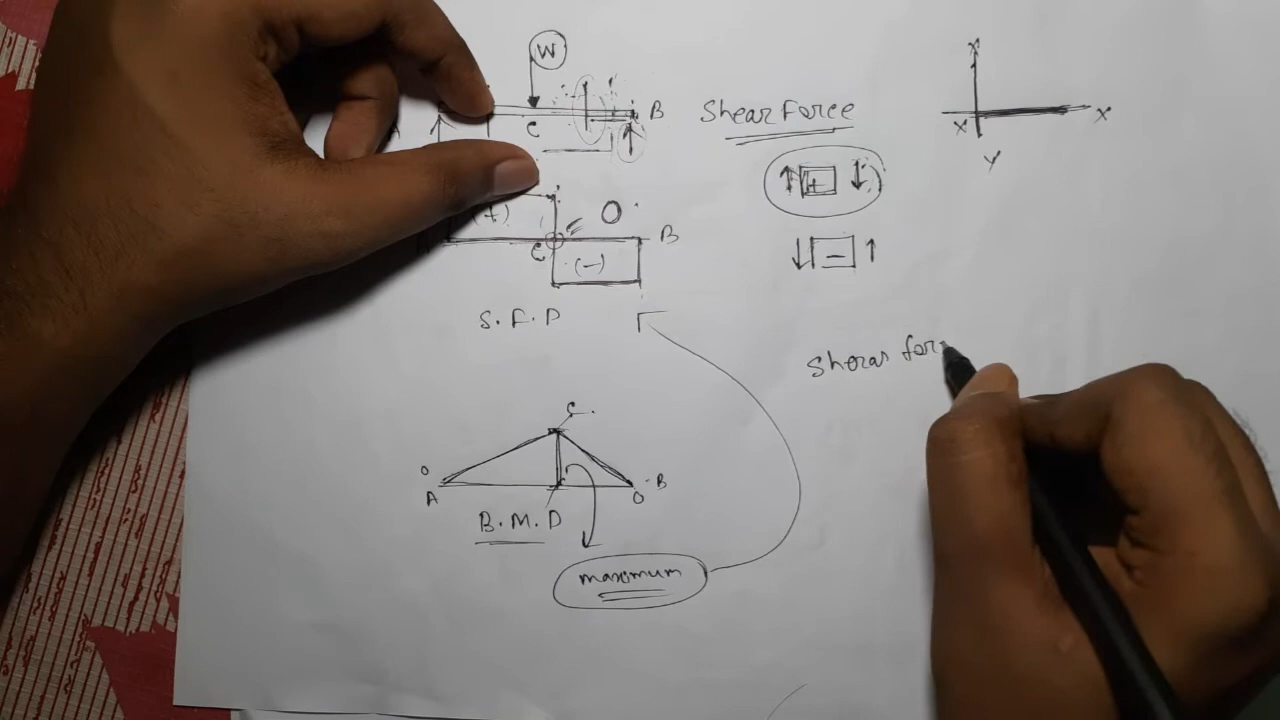 W
C
B
Shear Force
X
X
Y
+
−
(+)
O
C
B
(−)
S.F.D
Shear for
C
O
A
O
B
B.M.D
maximum